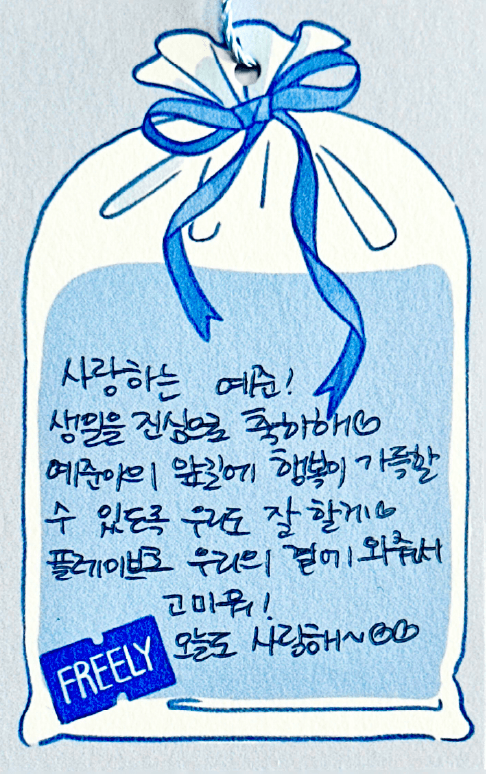 사랑하는 예준!
생일을 진심으로 축하해♡
예준이의 앞길에 행복이 가득할
수 있도록 우리도 잘 할게♡
플레이브로 우리의 곁에 와줘서
고마워!
오늘도 사랑해~♡♡
FREELY